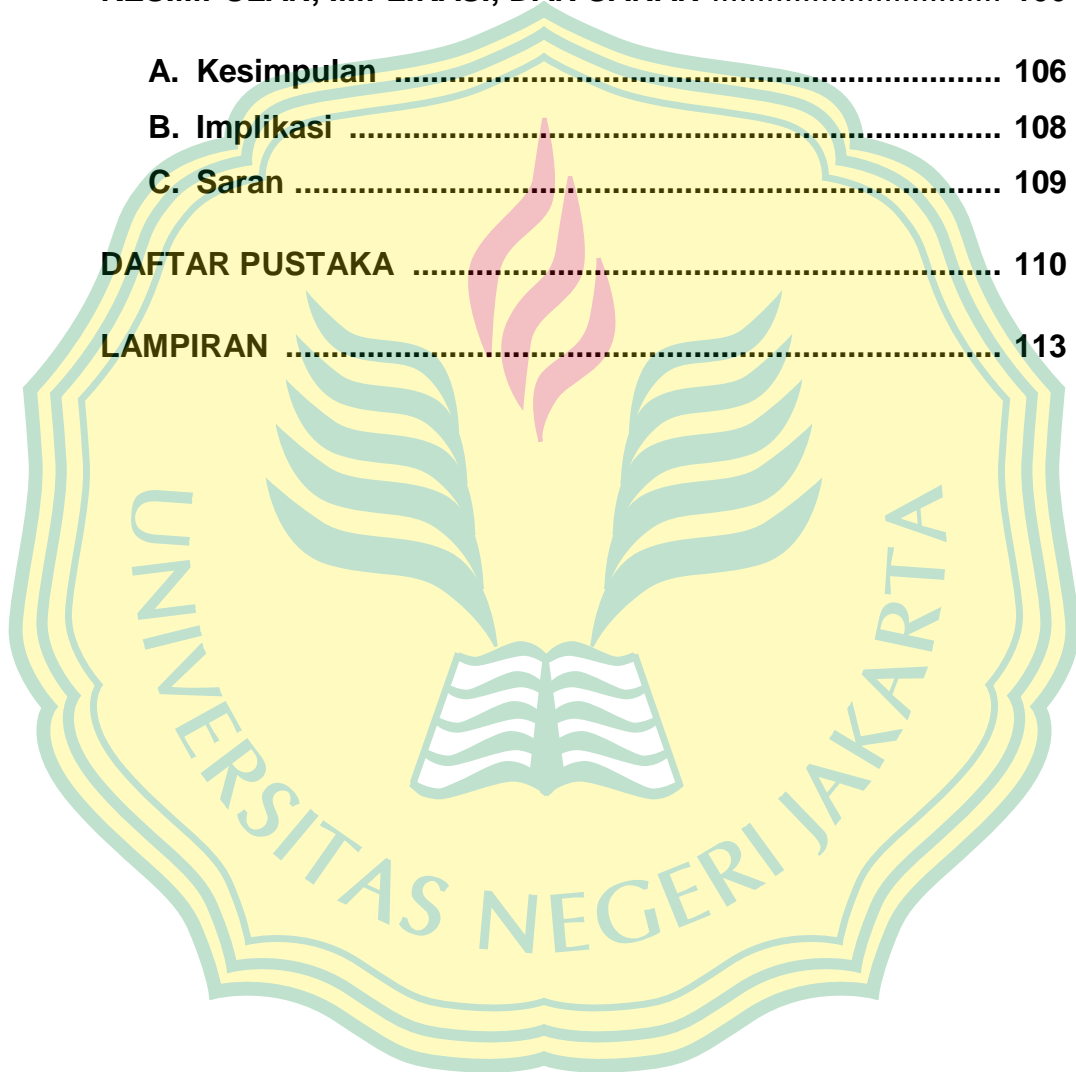 A. Kesimpulan .................................................................. 106
B. Implikasi ....................................................................... 108
C. Saran ............................................................................. 109
DAFTAR PUSTAKA ................................................................ 110
LAMPIRAN .............................................................................. 113
UNIVERSITAS NEGERI JAKARTA